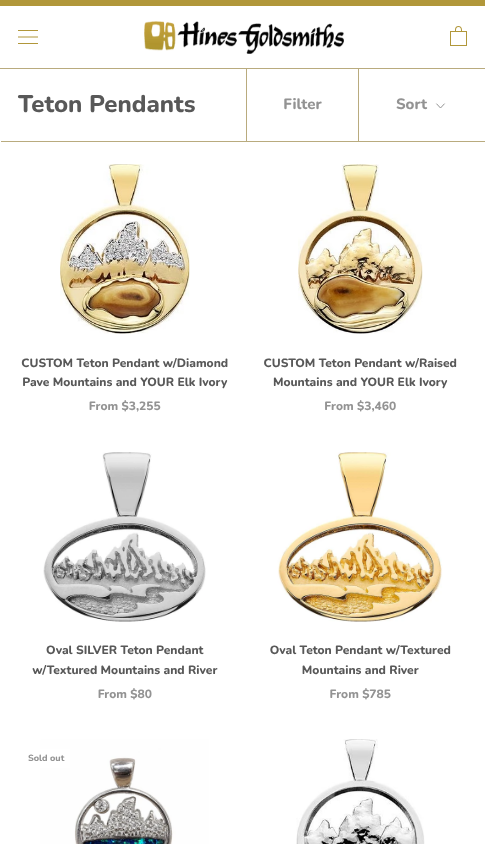 Hines Goldsmiths
Teton Pendants
Filter
Sort
CUSTOM Teton Pendant w/Diamond
Pave Mountains and YOUR Elk Ivory
From $3,255
CUSTOM Teton Pendant w/Raised
Mountains and YOUR Elk Ivory
From $3,460
Oval SILVER Teton Pendant
w/Textured Mountains and River
From $80
Oval Teton Pendant w/Textured
Mountains and River
From $785
Sold out